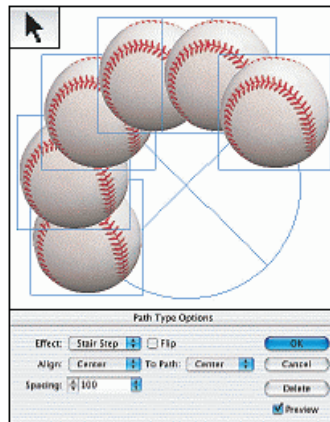 Path Type Options
Effect: Stair Step Flip OK
Align: Center To Path: Center Cancel
Spacing: 100
Delete
Preview